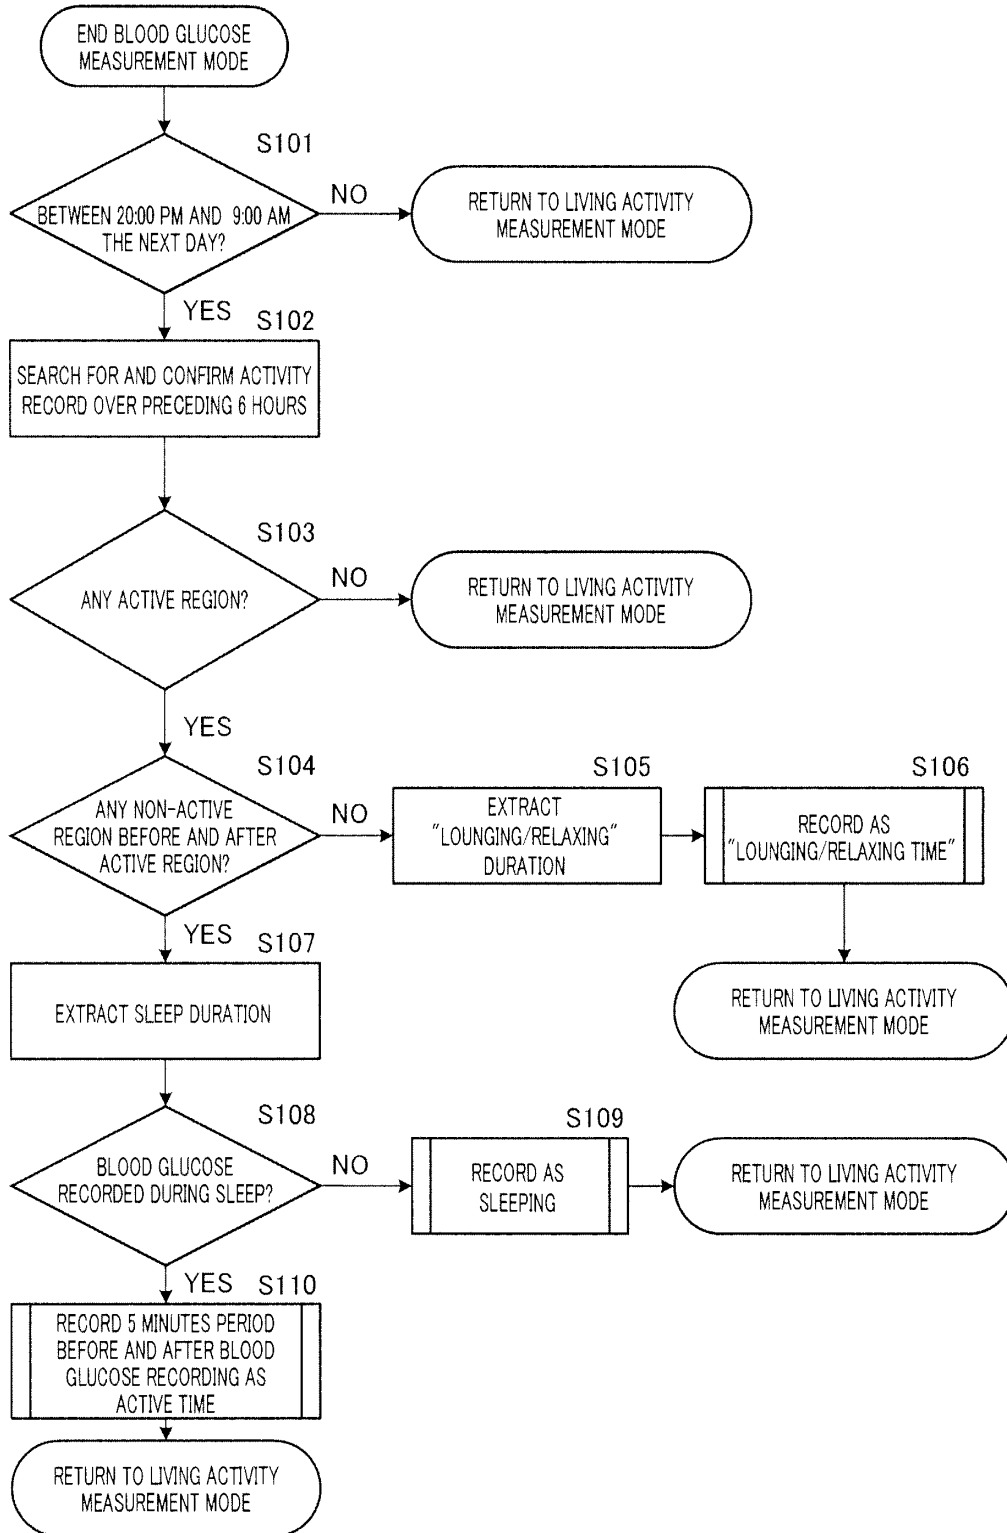 END BLOOD GLUCOSE
MEASUREMENT MODE
S101
BETWEEN 20:00 PM AND 9:00 AM
THE NEXT DAY?
NO
RETURN TO LIVING ACTIVITY
MEASUREMENT MODE
YES
S102
SEARCH FOR AND CONFIRM ACTIVITY
RECORD OVER PRECEDING 6 HOURS
S103
ANY ACTIVE REGION?
NO
RETURN TO LIVING ACTIVITY
MEASUREMENT MODE
YES
S104
ANY NON-ACTIVE
REGION BEFORE AND AFTER
ACTIVE REGION?
NO
S105
EXTRACT
"LOUNGING/RELAXING"
DURATION
S106
RECORD AS
"LOUNGING/RELAXING TIME"
RETURN TO LIVING ACTIVITY
MEASUREMENT MODE
YES
S107
EXTRACT SLEEP DURATION
S108
BLOOD GLUCOSE
RECORDED DURING SLEEP?
NO
S109
RECORD AS
SLEEPING
RETURN TO LIVING ACTIVITY
MEASUREMENT MODE
YES
S110
RECORD 5 MINUTES PERIOD
BEFORE AND AFTER BLOOD
GLUCOSE RECORDING AS
ACTIVE TIME
RETURN TO LIVING ACTIVITY
MEASUREMENT MODE